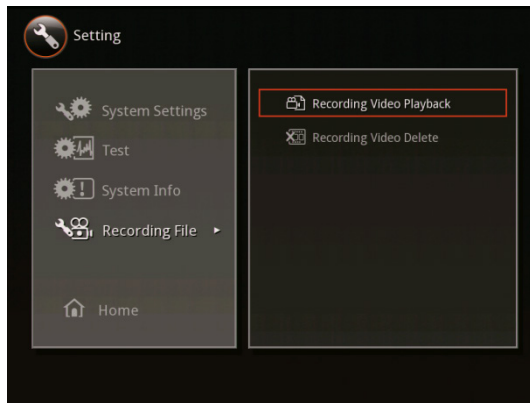 Setting
System Settings
Test
System Info
Recording File
Home
Recording Video Playback
Recording Video Delete